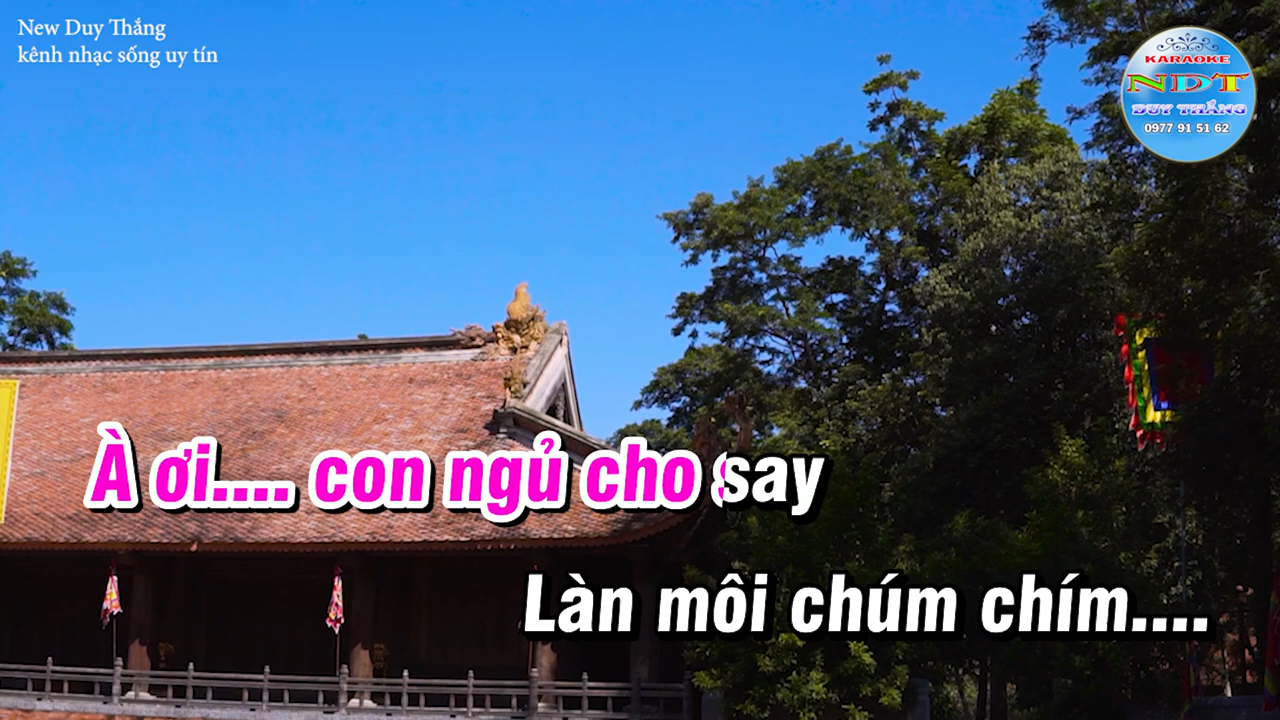 New Duy Thắng
kênh nhạc sống uy tín
KARAOKE
NDT
DUY THẮNG
0977 91 51 62
À ơi.... con ngủ cho say
Làn môi chúm chím....